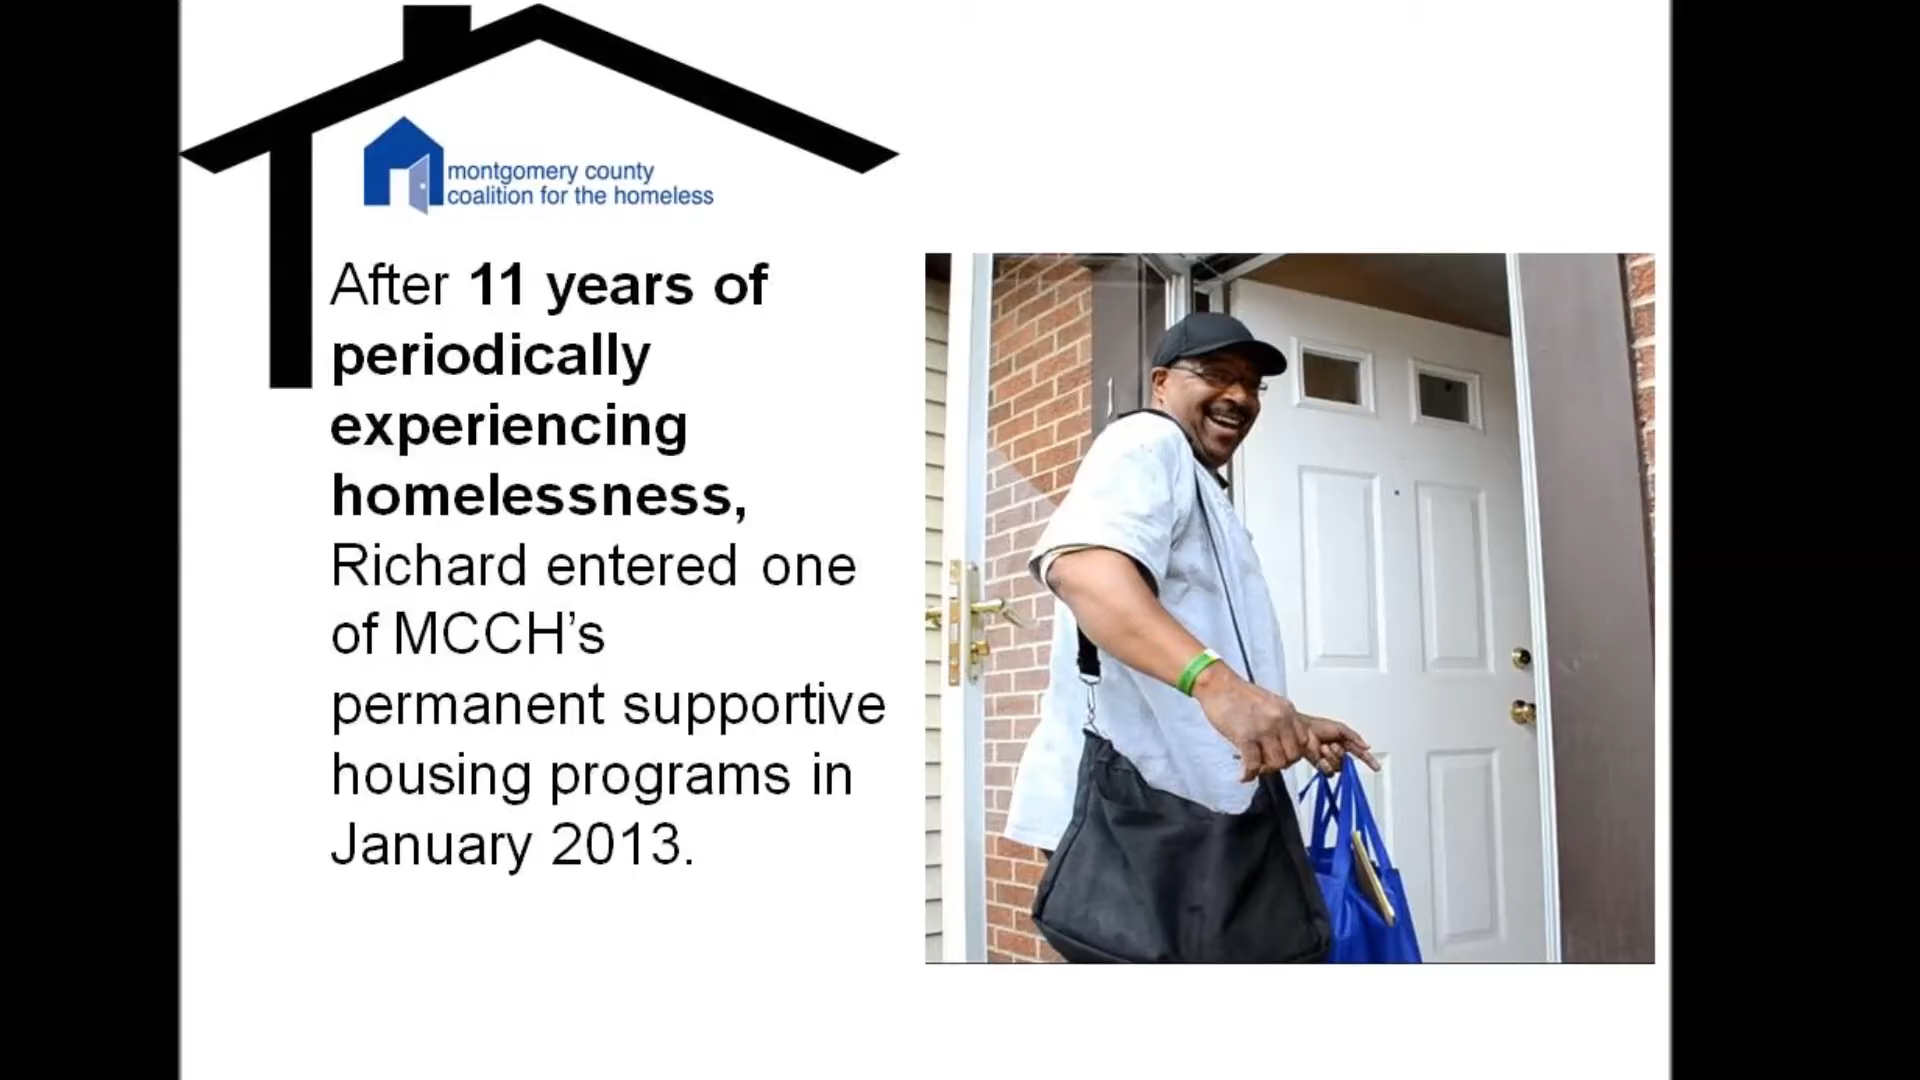 montgomery county
coalition for the homeless
After 11 years of
periodically
experiencing
homelessness,
Richard entered one
of MCCH's
permanent supportive
housing programs in
January 2013.